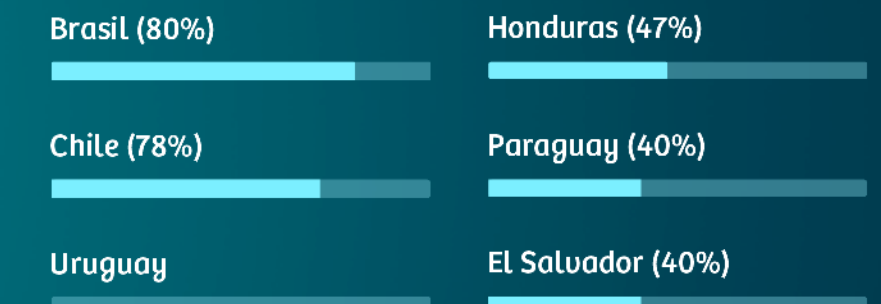 Brasil (80%)
Honduras (47%)
Chile (78%)
Paraguay (40%)
Uruguay
El Salvador (40%)